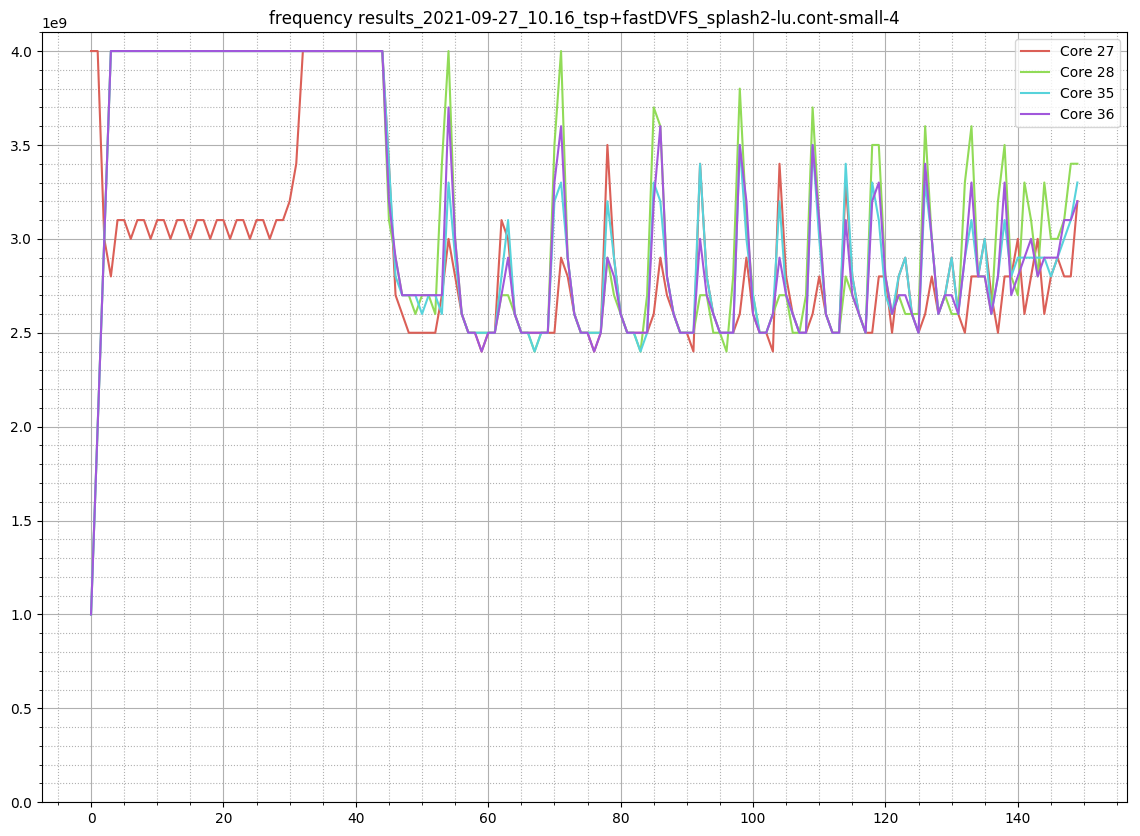 frequency results_2021-09-27_10.16_tsp+fastDVFS_splash2-lu.cont-small-4
1e9
Core 27
Core 28
Core 35
Core 36
4.0
3.5
3.0
2.5
2.0
1.5
1.0
0.5
0.0
0 20 40 60 80 100 120 140